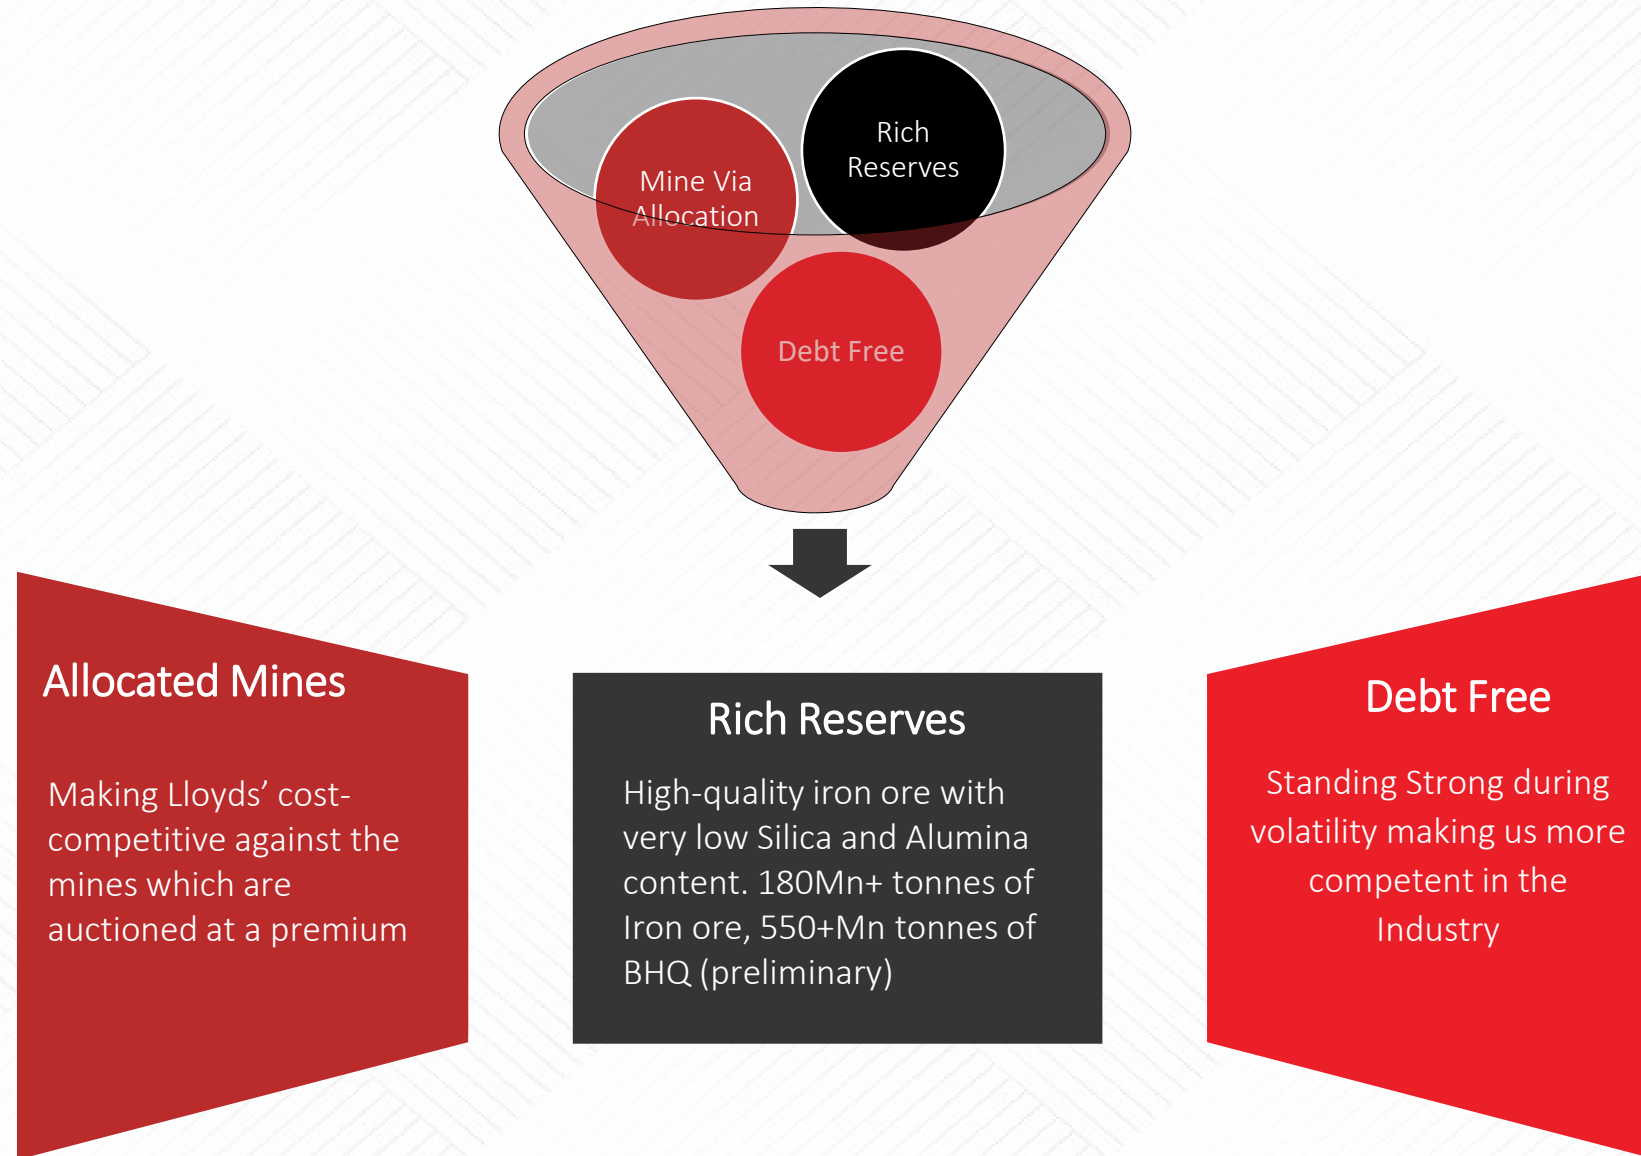 Rich
Reserves
Mine Via
Allocation
Debt Free
Allocated Mines
Making Lloyds’ cost-
competitive against the
mines which are
auctioned at a premium
Rich Reserves
High-quality iron ore with
very low Silica and Alumina
content. 180Mn+ tonnes of
Iron ore, 550+Mn tonnes of
BHQ (preliminary)
Debt Free
Standing Strong during
volatility making us more
competent in the
Industry